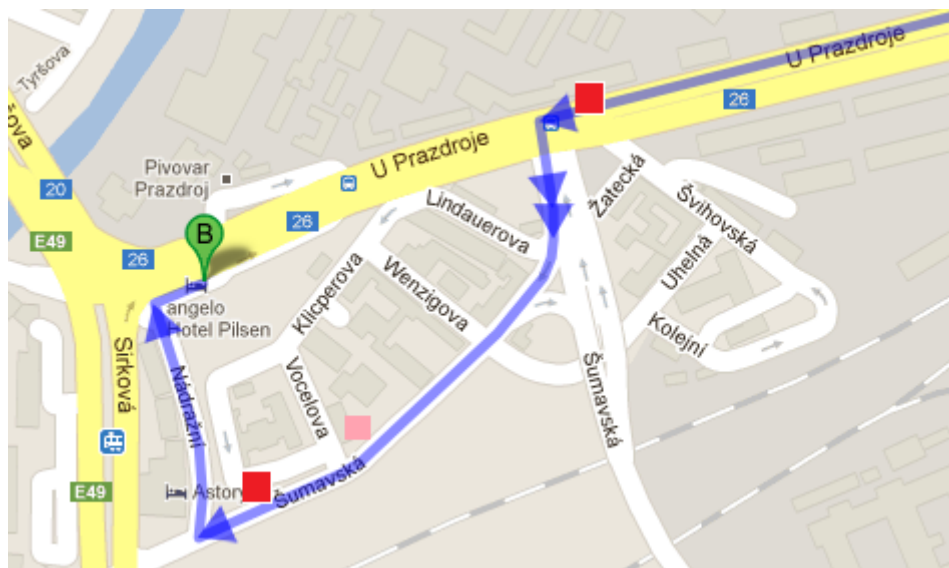 Tyršova
U Prazdroje
26
20
E49
Pivovar
Prazdroj
U Prazdroje
26
26
B
angelo
Hotel Pilsen
Lindauerova
Žatecká
Švihovská
Uhelná
Kolejní
Klicperova
Wenzigova
Vocelova
Sirková
Nádražní
Šumavská
Šumavská
E49